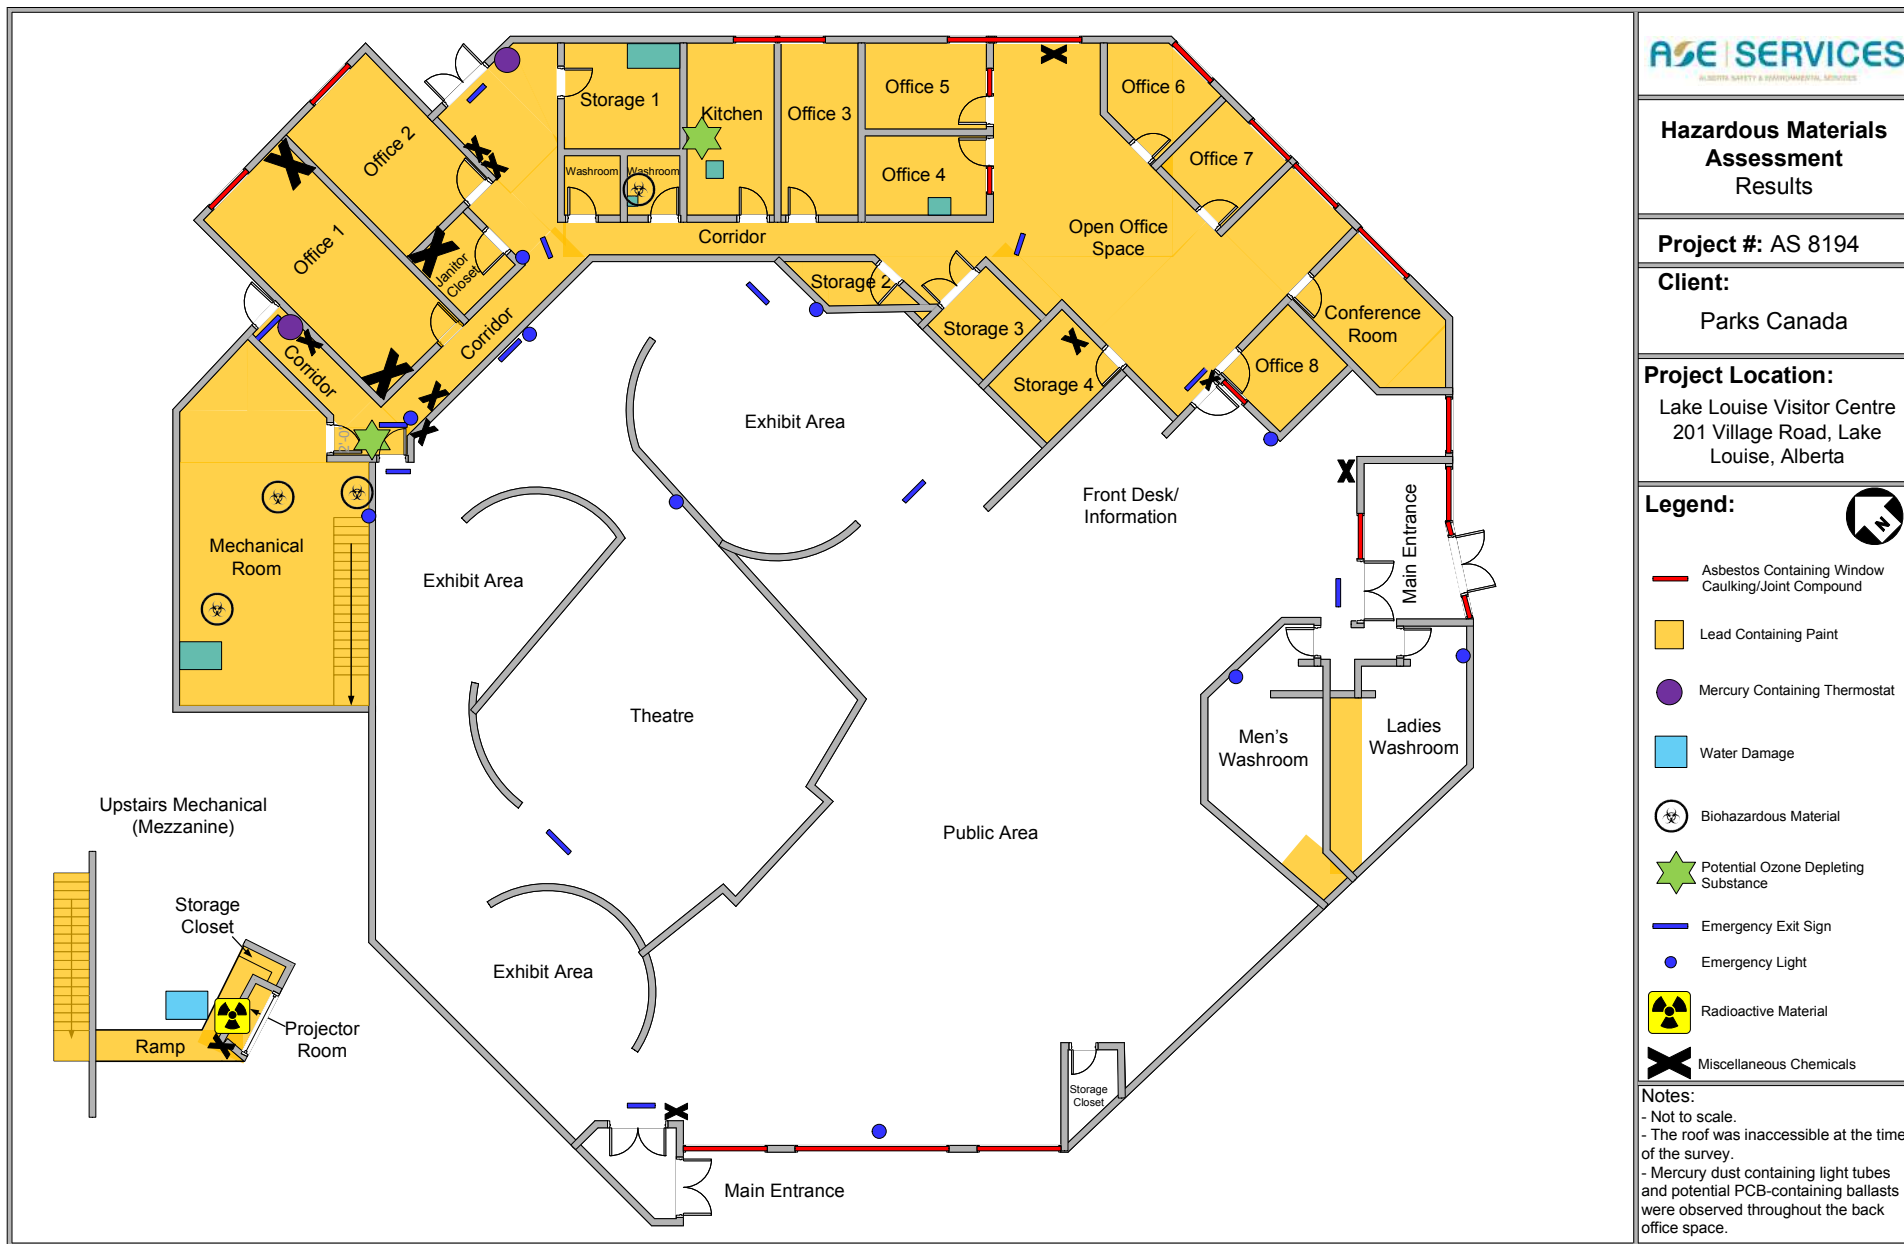 Office 2
Storage 1
Kitchen
Office 3
Office 5
Office 6
Office 7
Office 4
Washroom
Washroom
Office 1
Janitor
Closet
Corridor
Open Office
Space
Storage 2
Corridor
Corridor
Storage 3
Storage 4
Conference
Room
Office 8
Exhibit Area
Front Desk/
Information
Main Entrance
Mechanical
Room
Exhibit Area
Theatre
Men's
Washroom
Ladies
Washroom
Upstairs Mechanical
(Mezzanine)
Public Area
Storage
Closet
Exhibit Area
Projector
Room
Ramp
Storage
Closet
Main Entrance
ASE | SERVICES
ALBERTA SAFETY & ENVIRONMENTAL SERVICES
Hazardous Materials
Assessment
Results
Project #: AS 8194
Client:
Parks Canada
Project Location:
Lake Louise Visitor Centre
201 Village Road, Lake
Louise, Alberta
Legend:
N
Asbestos Containing Window
Caulking/Joint Compound
Lead Containing Paint
Mercury Containing Thermostat
Water Damage
Biohazardous Material
Potential Ozone Depleting
Substance
Emergency Exit Sign
Emergency Light
Radioactive Material
Miscellaneous Chemicals
Notes:
- Not to scale.
- The roof was inaccessible at the time
of the survey.
- Mercury dust containing light tubes
and potential PCB-containing ballasts
were observed throughout the back
office space.